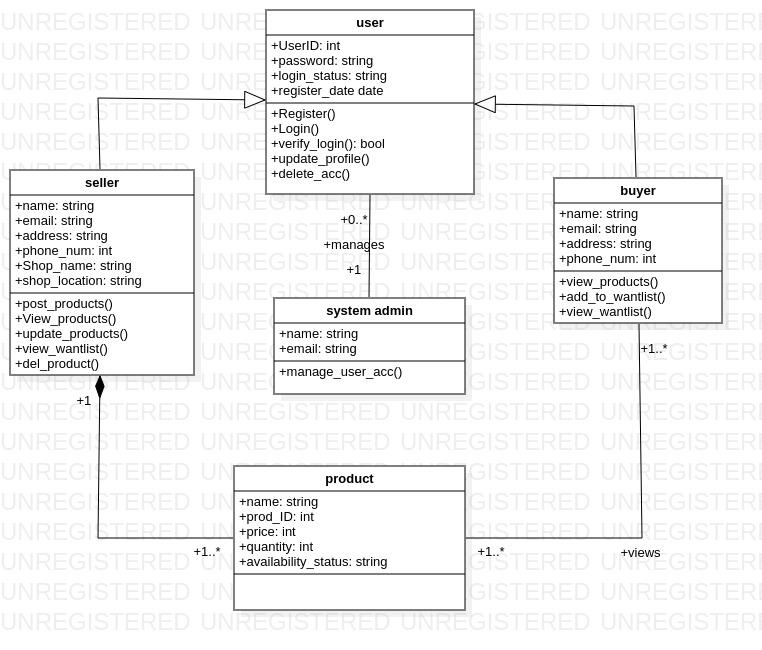 user
+UserID: int
+password: string
+login_status: string
+register_date date
+Register()
+Login()
+verify_login(): bool
+update_profile()
+delete_acc()
seller
+name: string
+email: string
+address: string
+phone_num: int
+Shop_name: string
+shop_location: string
+post_products()
+View_products()
+update_products()
+view_wantlist()
+del_product()
buyer
+name: string
+email: string
+address: string
+phone_num: int
+view_products()
+add_to_wantlist()
+view_wantlist()
+0..*
+manages
+1
system admin
+name: string
+email: string
+manage_user_acc()
+1..*
+1
product
+name: string
+prod_ID: int
+price: int
+quantity: int
+availability_status: string
+1..*
+1..*
+views
UNREGISTERED